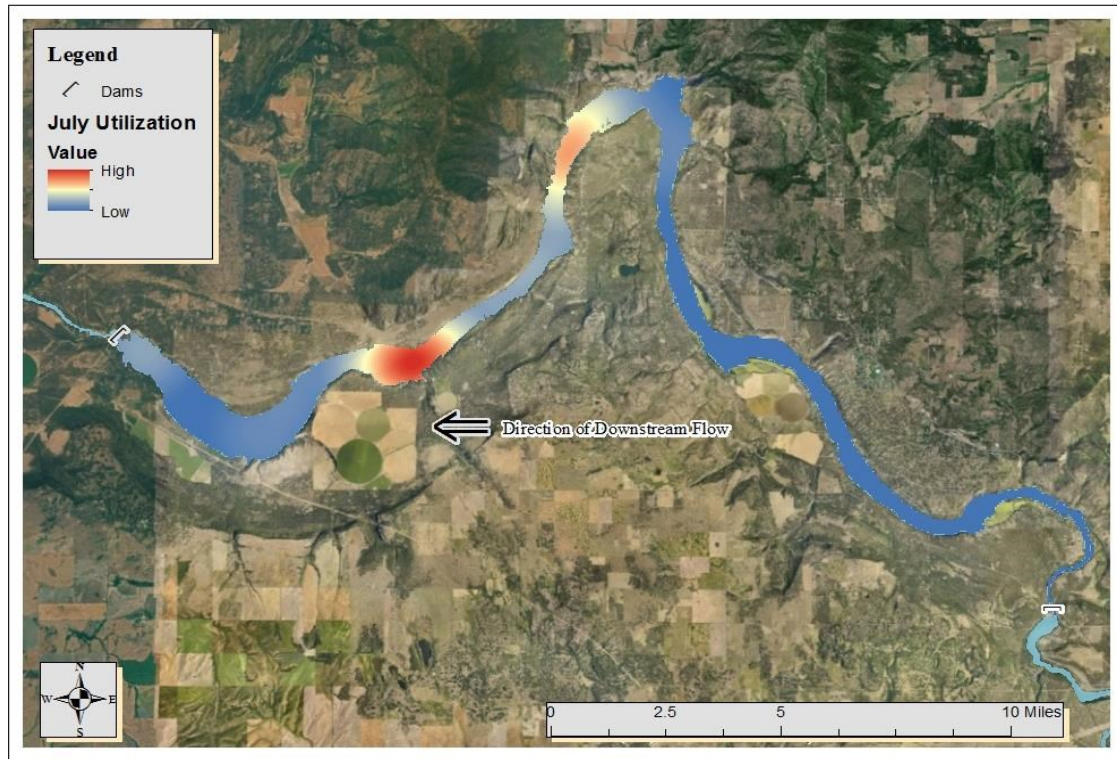 Legend
Dams
July Utilization
Value
High
Low
Direction of Downstream Flow
N
W E
S
0 2.5 5 10 Miles